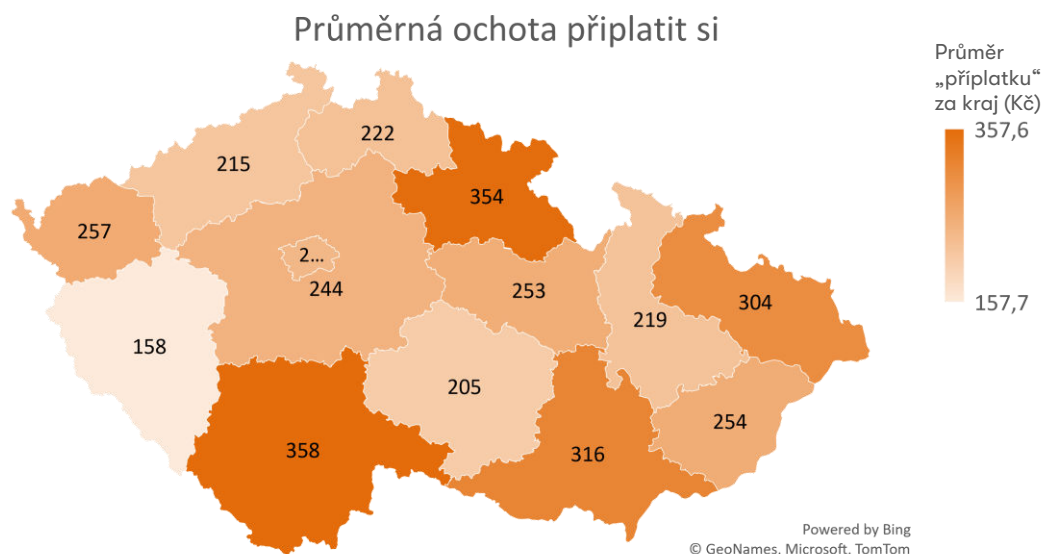 Průměrná ochota připlatit si
Průměr
„příplatku“
za kraj (Kč)
357,6
157,7
222
215
354
257
2...
244
253
304
219
158
205
254
358
316
Powered by Bing
© GeoNames, Microsoft, TomTom